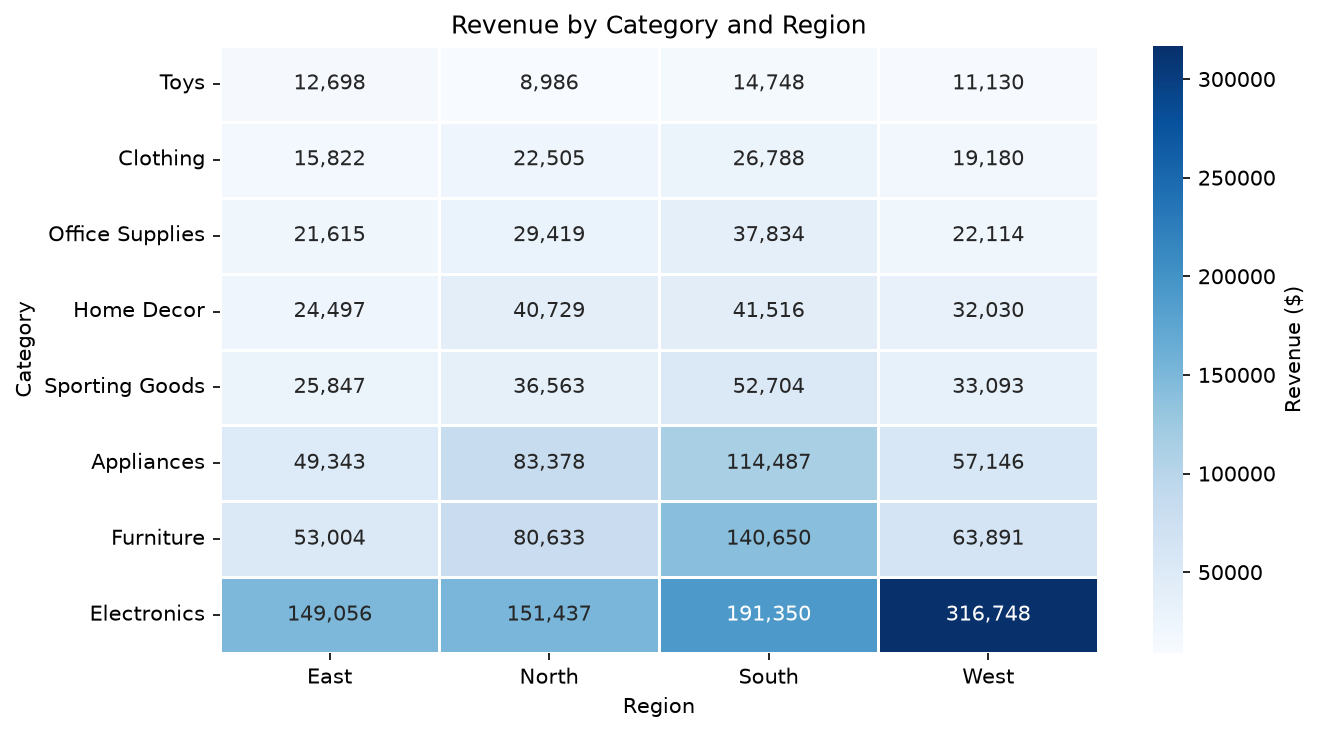 Revenue by Category and Region
Toys 12,698 8,986 14,748 11,130
Clothing 15,822 22,505 26,788 19,180
Office Supplies 21,615 29,419 37,834 22,114
Home Decor 24,497 40,729 41,516 32,030
Sporting Goods 25,847 36,563 52,704 33,093
Appliances 49,343 83,378 114,487 57,146
Furniture 53,004 80,633 140,650 63,891
Electronics 149,056 151,437 191,350 316,748
East North South West
Region
Category
300000
250000
200000
150000
100000
50000
Revenue ($)